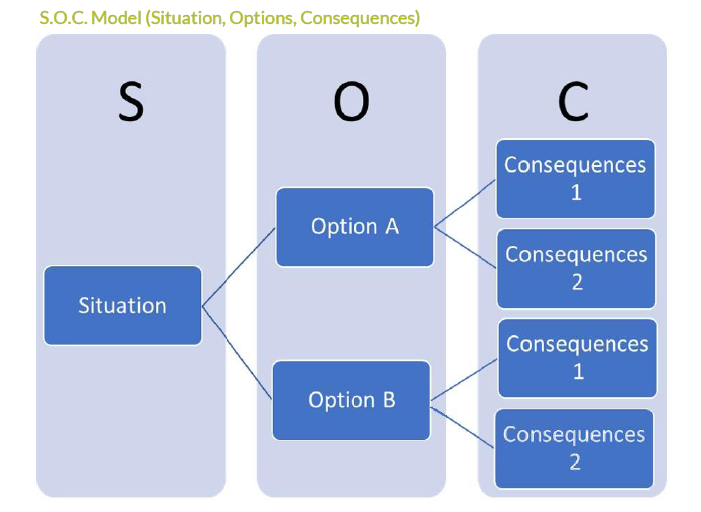 S.O.C. Model (Situation, Options, Consequences)
S
O
C
Situation
Option A
Option B
Consequences
1
Consequences
2
Consequences
1
Consequences
2